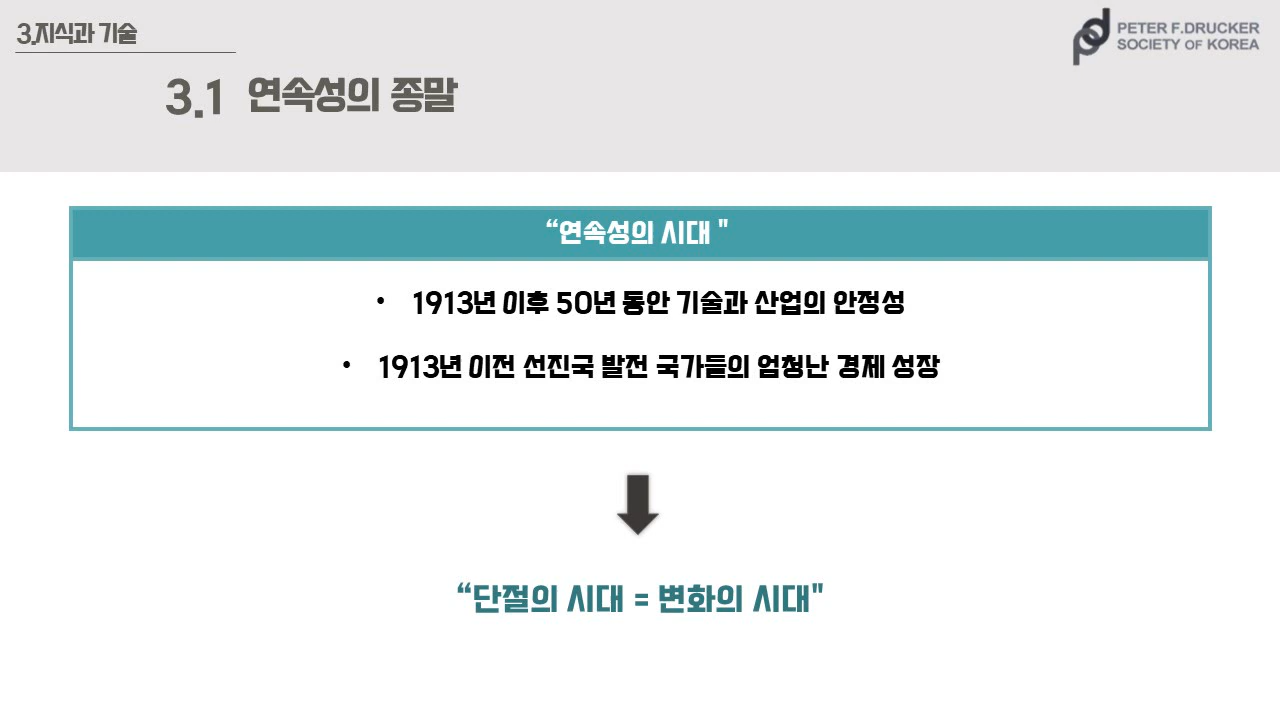 3.지식과 기술
PETER F.DRUCKER
SOCIETY OF KOREA
3.1 연속성의 종말
“연속성의 시대 "
• 1913년 이후 50년 동안 기술과 산업의 안정성
• 1913년 이전 선진국 발전 국가들의 엄청난 경제 성장
“단절의 시대 = 변화의 시대"